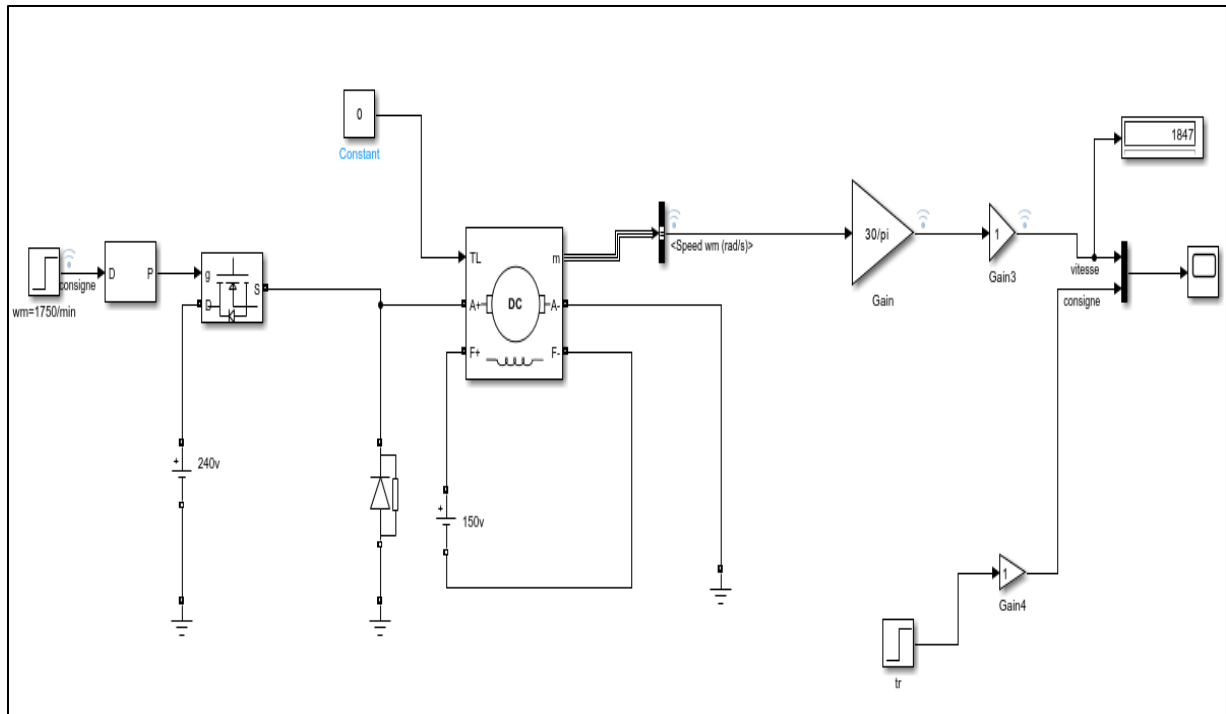 0
Constant
1847
TL
m
<Speed wm (rad/s)>
30/pi
Gain
1
Gain3
vitesse
consigne
consigne
D
P
g
D
S
wm=1750/min
A+
DC
A-
F+
F-
+
240v
+
150v
1
Gain4
tr